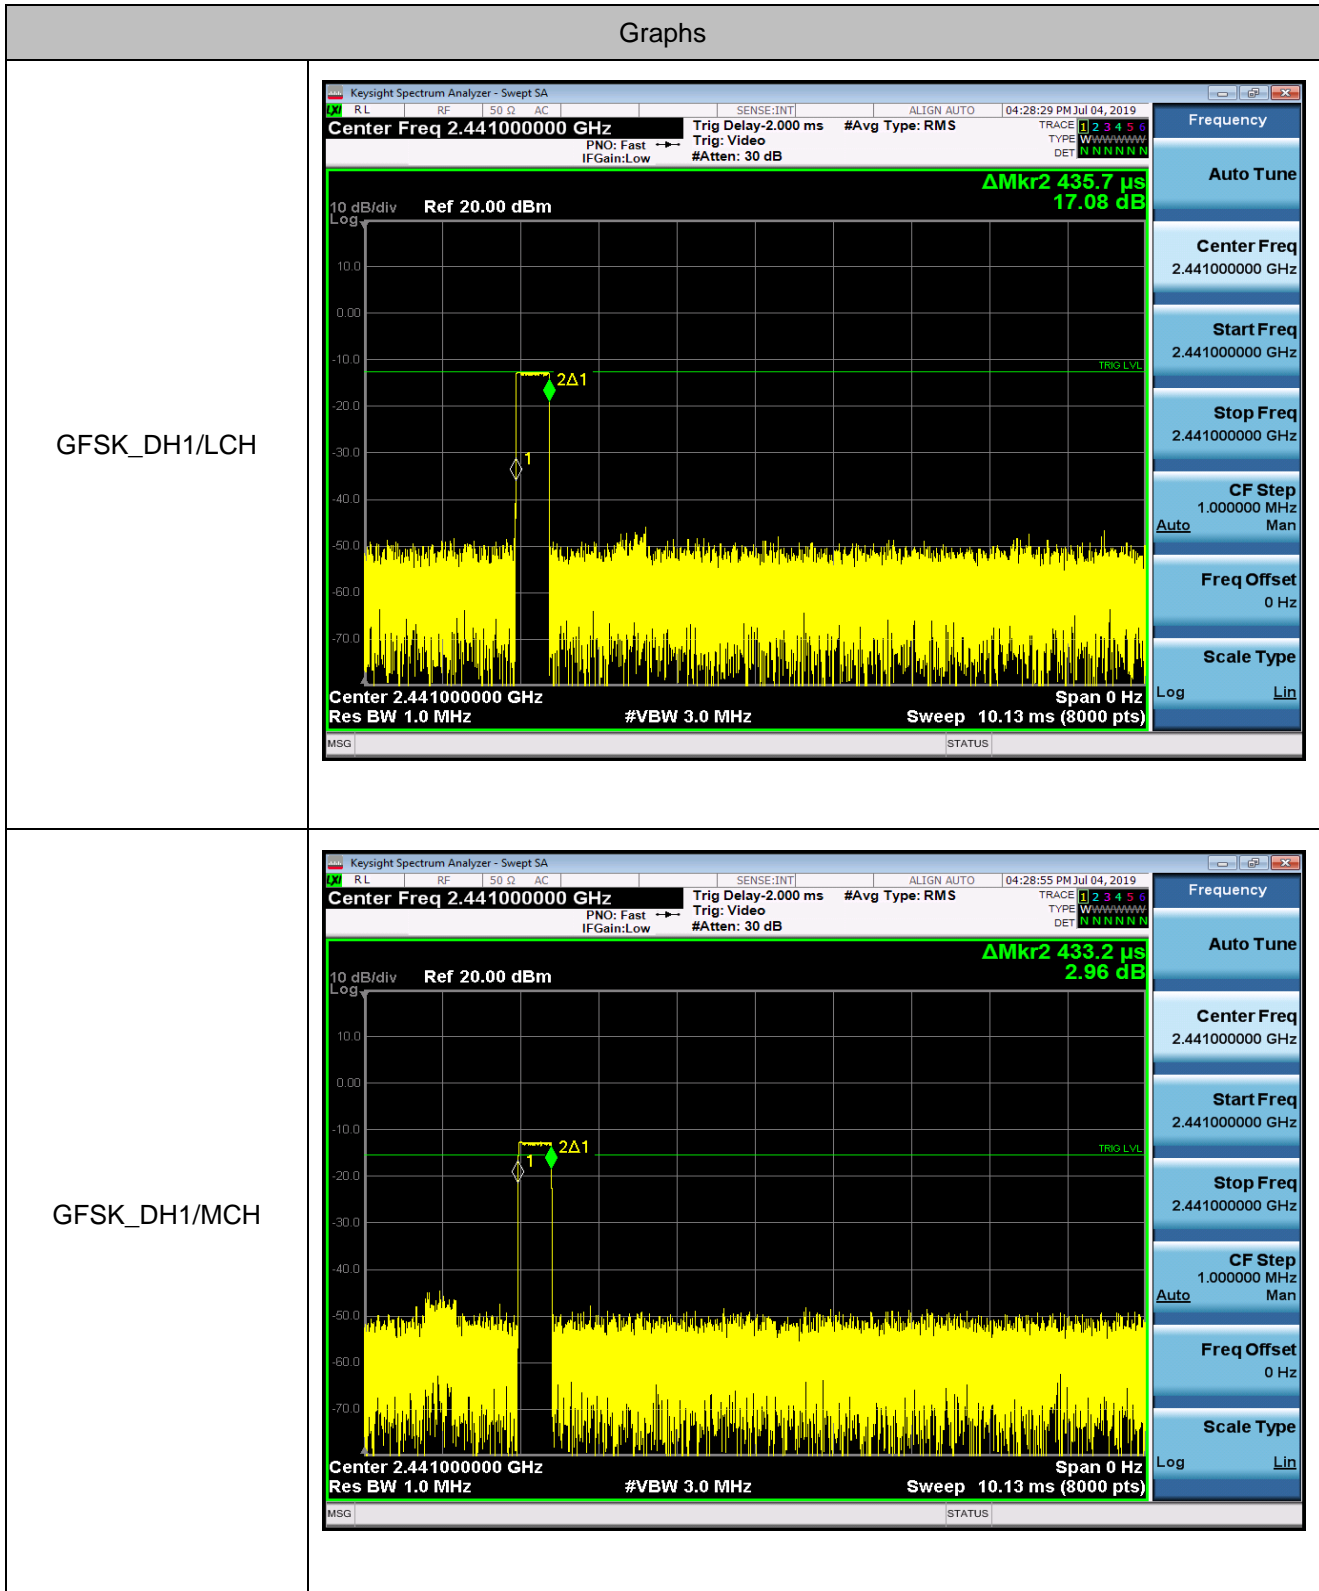 Graphs
GFSK_DH1/LCH
Keysight Spectrum Analyzer - Swept SA
LXI RL RF 50 Ω AC SENSE:INT ALIGN AUTO 04:28:29 PM Jul 04, 2019
Center Freq 2.441000000 GHz Trig Delay-2.000 ms #Avg Type: RMS TRACE 1 2 3 4 5 6
PNO: Fast Trig: Video TYPE WWWWWW
IFGain:Low #Atten: 30 dB DET N N N N N N
ΔMkr2 435.7 µs
10 dB/div Ref 20.00 dBm 17.08 dB
Log
10.0
0.00
-10.0
TRIG LVL
2Δ1
-20.0
-30.0
1
-40.0
-50.0
-60.0
-70.0
Center 2.441000000 GHz Span 0 Hz
Res BW 1.0 MHz #VBW 3.0 MHz Sweep 10.13 ms (8000 pts)
MSG STATUS
Frequency
Auto Tune
Center Freq
2.441000000 GHz
Start Freq
2.441000000 GHz
Stop Freq
2.441000000 GHz
CF Step
1.000000 MHz
Auto Man
Freq Offset
0 Hz
Scale Type
Log Lin
GFSK_DH1/MCH
Keysight Spectrum Analyzer - Swept SA
LXI RL RF 50 Ω AC SENSE:INT ALIGN AUTO 04:28:55 PM Jul 04, 2019
Center Freq 2.441000000 GHz Trig Delay-2.000 ms #Avg Type: RMS TRACE 1 2 3 4 5 6
PNO: Fast Trig: Video TYPE WWWWWW
IFGain:Low #Atten: 30 dB DET N N N N N N
ΔMkr2 433.2 µs
10 dB/div Ref 20.00 dBm 2.96 dB
Log
10.0
0.00
-10.0
2Δ1
TRIG LVL
1
-20.0
-30.0
-40.0
-50.0
-60.0
-70.0
Center 2.441000000 GHz Span 0 Hz
Res BW 1.0 MHz #VBW 3.0 MHz Sweep 10.13 ms (8000 pts)
MSG STATUS
Frequency
Auto Tune
Center Freq
2.441000000 GHz
Start Freq
2.441000000 GHz
Stop Freq
2.441000000 GHz
CF Step
1.000000 MHz
Auto Man
Freq Offset
0 Hz
Scale Type
Log Lin